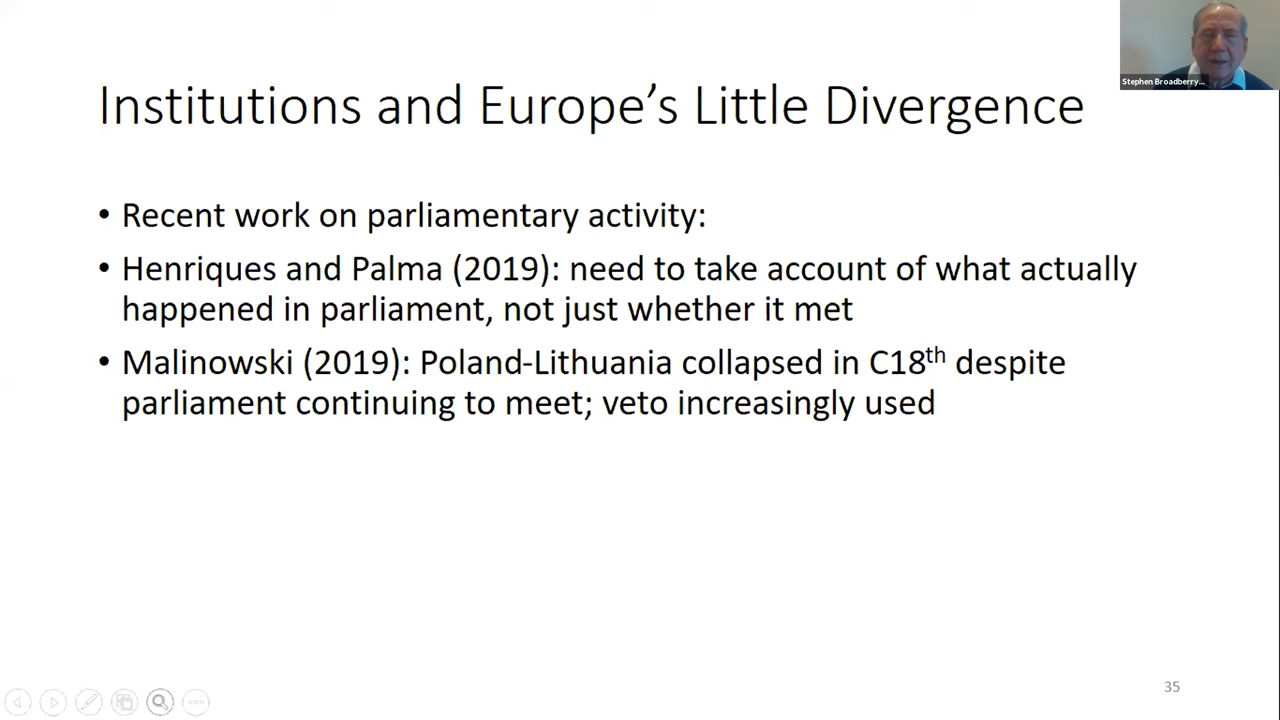 Stephen Broadberry...
Institutions and Europe's Little Divergence
• Recent work on parliamentary activity:
• Henriques and Palma (2019): need to take account of what actually
happened in parliament, not just whether it met
• Malinowski (2019): Poland-Lithuania collapsed in C18th despite
parliament continuing to meet; veto increasingly used
35